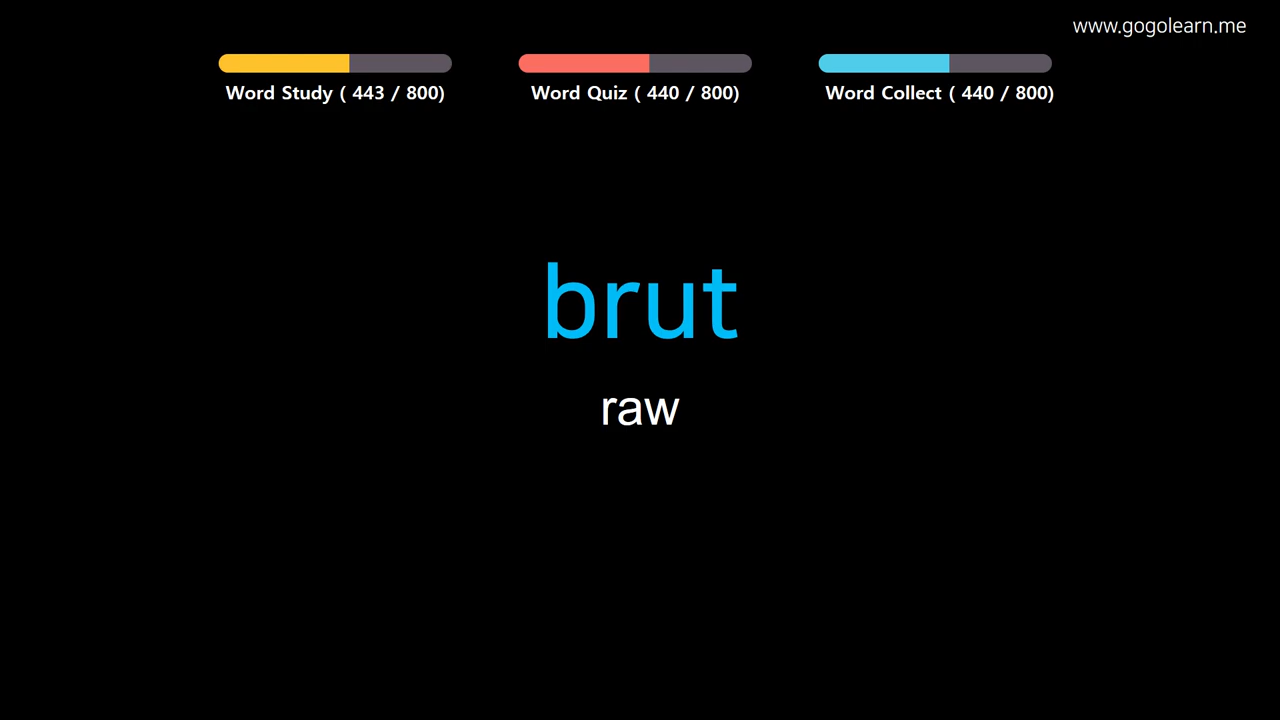 www.gogolearn.me
Word Study ( 443 / 800)
Word Quiz ( 440 / 800)
Word Collect ( 440 / 800)
brut
raw